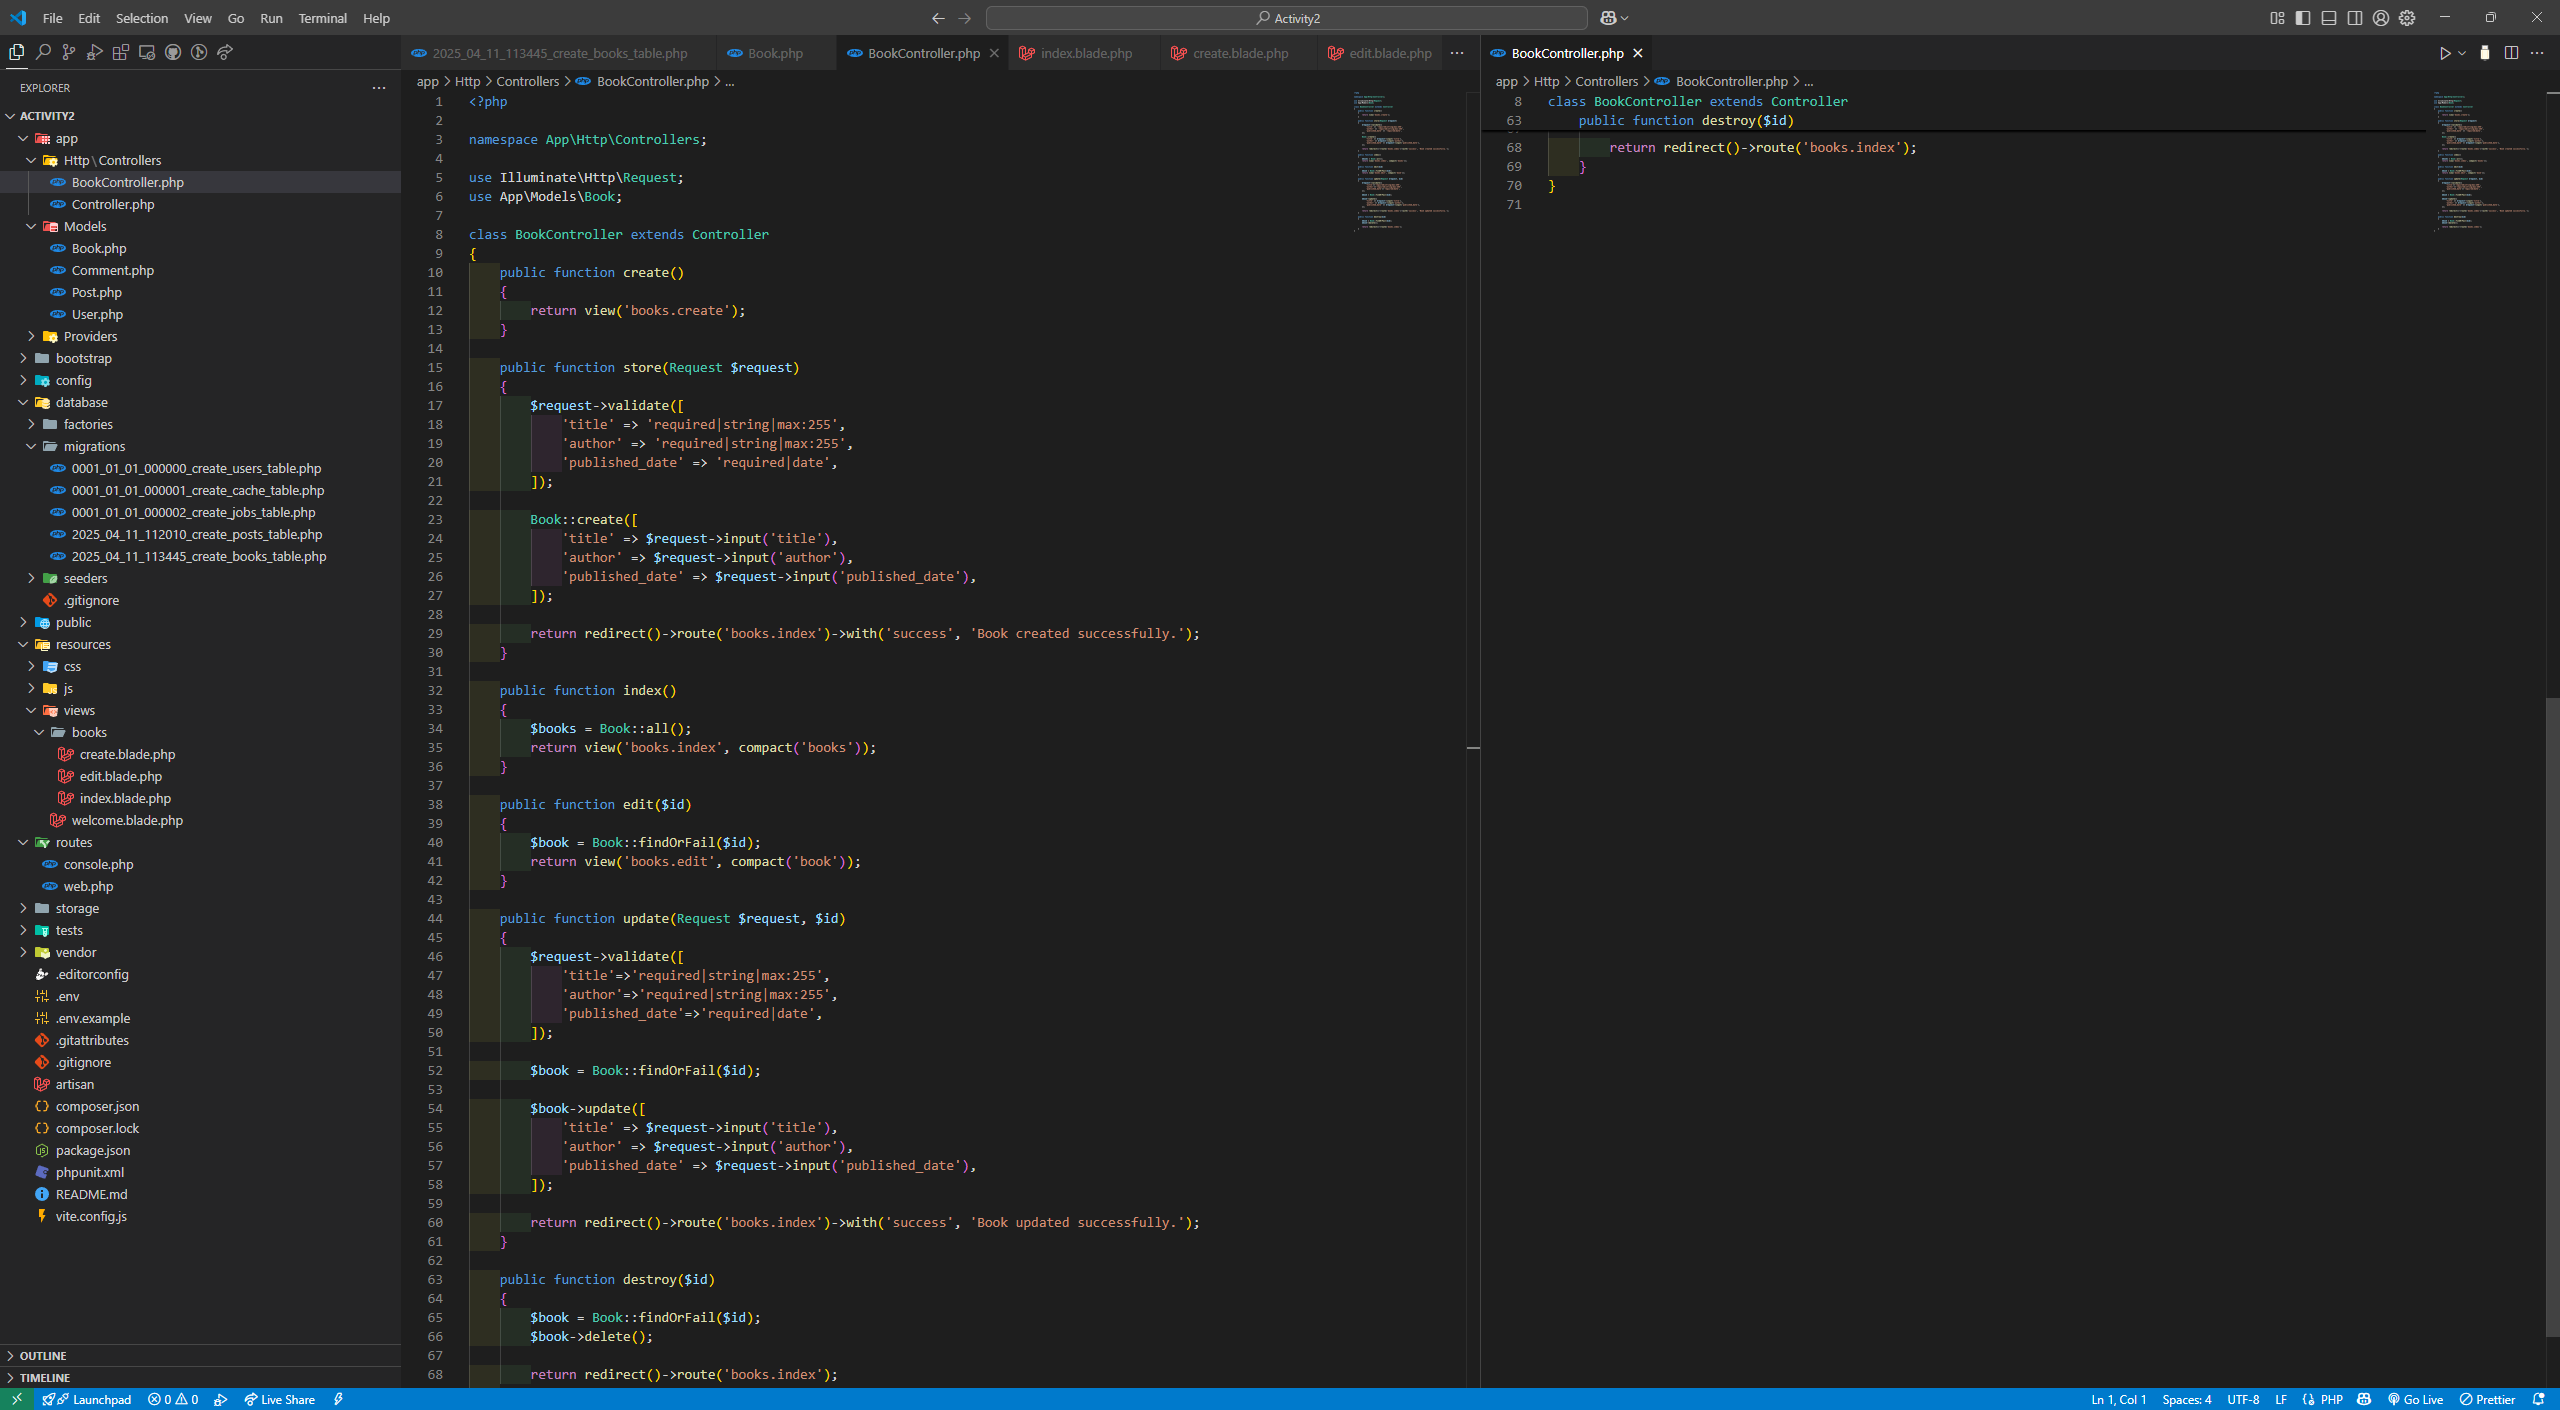 File Edit Selection View Go Run Terminal Help
Activity2
EXPLORER
ACTIVITY2
app
Http\Controllers
BookController.php
Controller.php
Models
Book.php
Comment.php
Post.php
User.php
Providers
bootstrap
config
database
factories
migrations
0001_01_01_000000_create_users_table.php
0001_01_01_000001_create_cache_table.php
0001_01_01_000002_create_jobs_table.php
2025_04_11_112010_create_posts_table.php
2025_04_11_113445_create_books_table.php
seeders
.gitignore
public
resources
css
js
views
books
create.blade.php
edit.blade.php
index.blade.php
welcome.blade.php
routes
console.php
web.php
storage
tests
vendor
.editorconfig
.env
.env.example
.gitattributes
.gitignore
artisan
composer.json
composer.lock
package.json
phpunit.xml
README.md
vite.config.js
OUTLINE
TIMELINE
2025_04_11_113445_create_books_table.php Book.php BookController.php index.blade.php create.blade.php edit.blade.php
app > Http > Controllers > BookController.php > ...
1 <?php
2
3 namespace App\Http\Controllers;
4
5 use Illuminate\Http\Request;
6 use App\Models\Book;
7
8 class BookController extends Controller
9 {
10 public function create()
11 {
12 return view('books.create');
13 }
14
15 public function store(Request $request)
16 {
17 $request->validate([
18 'title' => 'required|string|max:255',
19 'author' => 'required|string|max:255',
20 'published_date' => 'required|date',
21 ]);
22
23 Book::create([
24 'title' => $request->input('title'),
25 'author' => $request->input('author'),
26 'published_date' => $request->input('published_date'),
27 ]);
28
29 return redirect()->route('books.index')->with('success', 'Book created successfully.');
30 }
31
32 public function index()
33 {
34 $books = Book::all();
35 return view('books.index', compact('books'));
36 }
37
38 public function edit($id)
39 {
40 $book = Book::findOrFail($id);
41 return view('books.edit', compact('book'));
42 }
43
44 public function update(Request $request, $id)
45 {
46 $request->validate([
47 'title'=>'required|string|max:255',
48 'author'=>'required|string|max:255',
49 'published_date'=>'required|date',
50 ]);
51
52 $book = Book::findOrFail($id);
53
54 $book->update([
55 'title' => $request->input('title'),
56 'author' => $request->input('author'),
57 'published_date' => $request->input('published_date'),
58 ]);
59
60 return redirect()->route('books.index')->with('success', 'Book updated successfully.');
61 }
62
63 public function destroy($id)
64 {
65 $book = Book::findOrFail($id);
66 $book->delete();
67
68 return redirect()->route('books.index');
BookController.php
app > Http > Controllers > BookController.php > ...
8 class BookController extends Controller
63 public function destroy($id)
68 return redirect()->route('books.index');
69 }
70 }
71
Launchpad 0 0 Live Share
Ln 1, Col 1 Spaces: 4 UTF-8 LF PHP Go Live Prettier